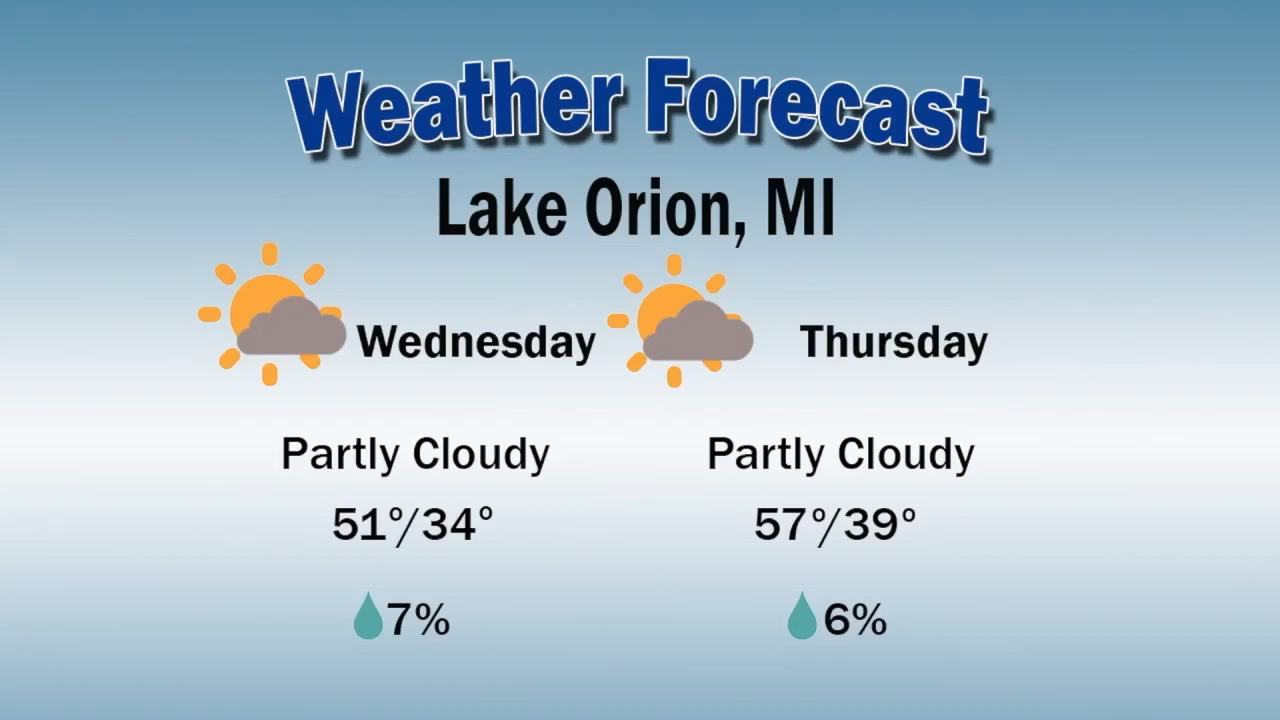 Weather Forecast
Lake Orion, MI
Wednesday
Thursday
Partly Cloudy
Partly Cloudy
51°/34°
57°/39°
7%
6%